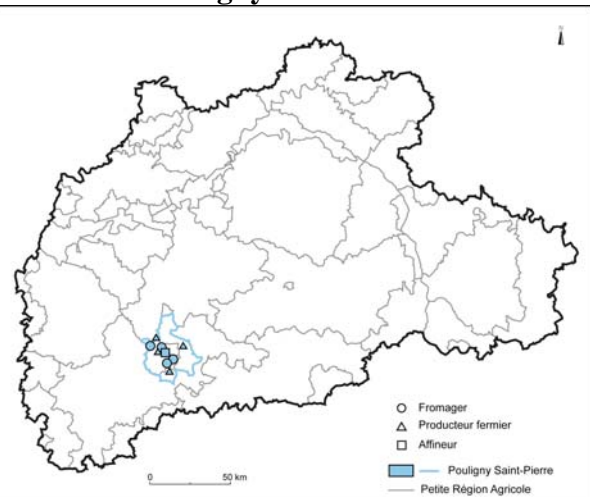 Fromager
Producteur fermier
Affineur
Pouligny Saint-Pierre
Petite Région Agricole
0 50 km